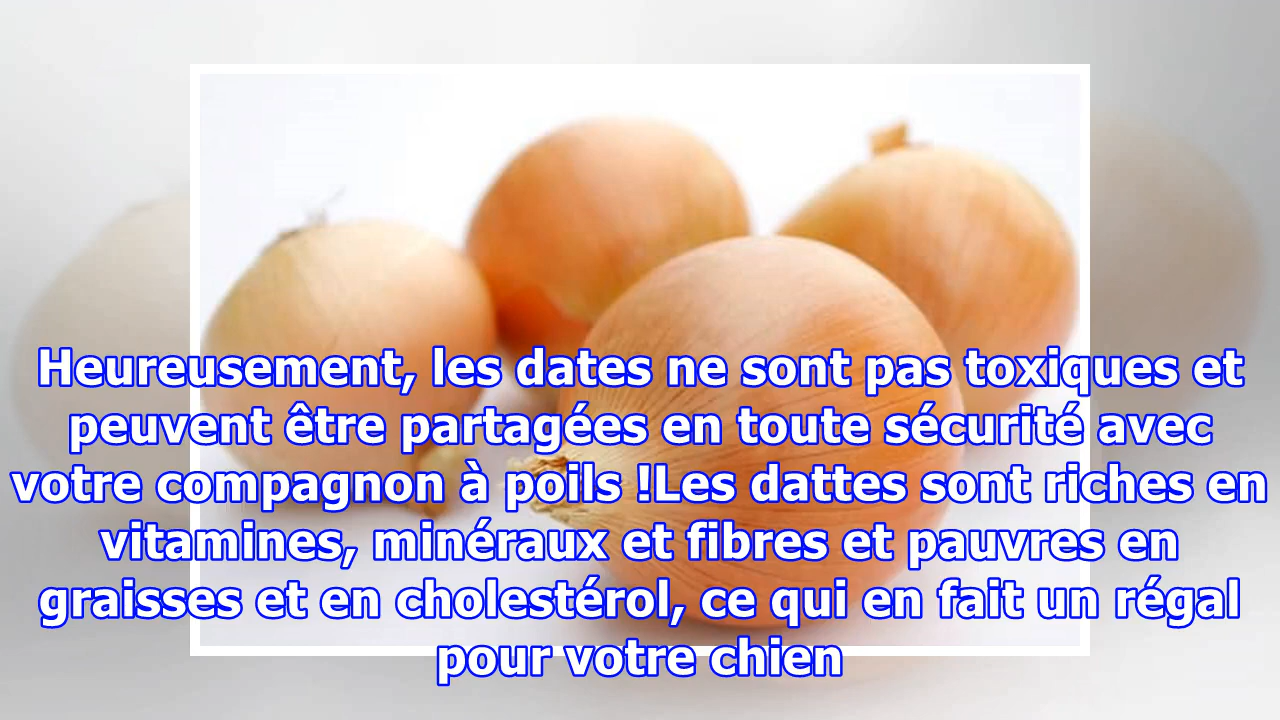 Heureusement, les dates ne sont pas toxiques et
peuvent être partagées en toute sécurité avec
votre compagnon à poils !Les dattes sont riches en
vitamines, minéraux et fibres et pauvres en
graisses et en cholestérol, ce qui en fait un régal
pour votre chien